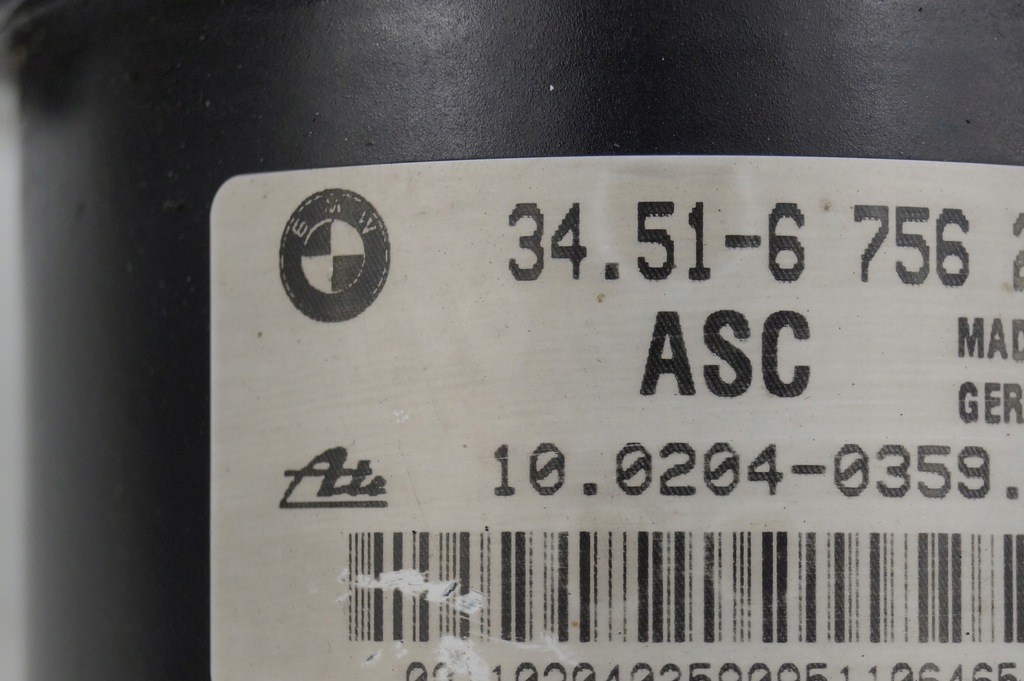 BMW
34.51-6 756
ASC
MAD
GER
Ate
10.0204-0359.